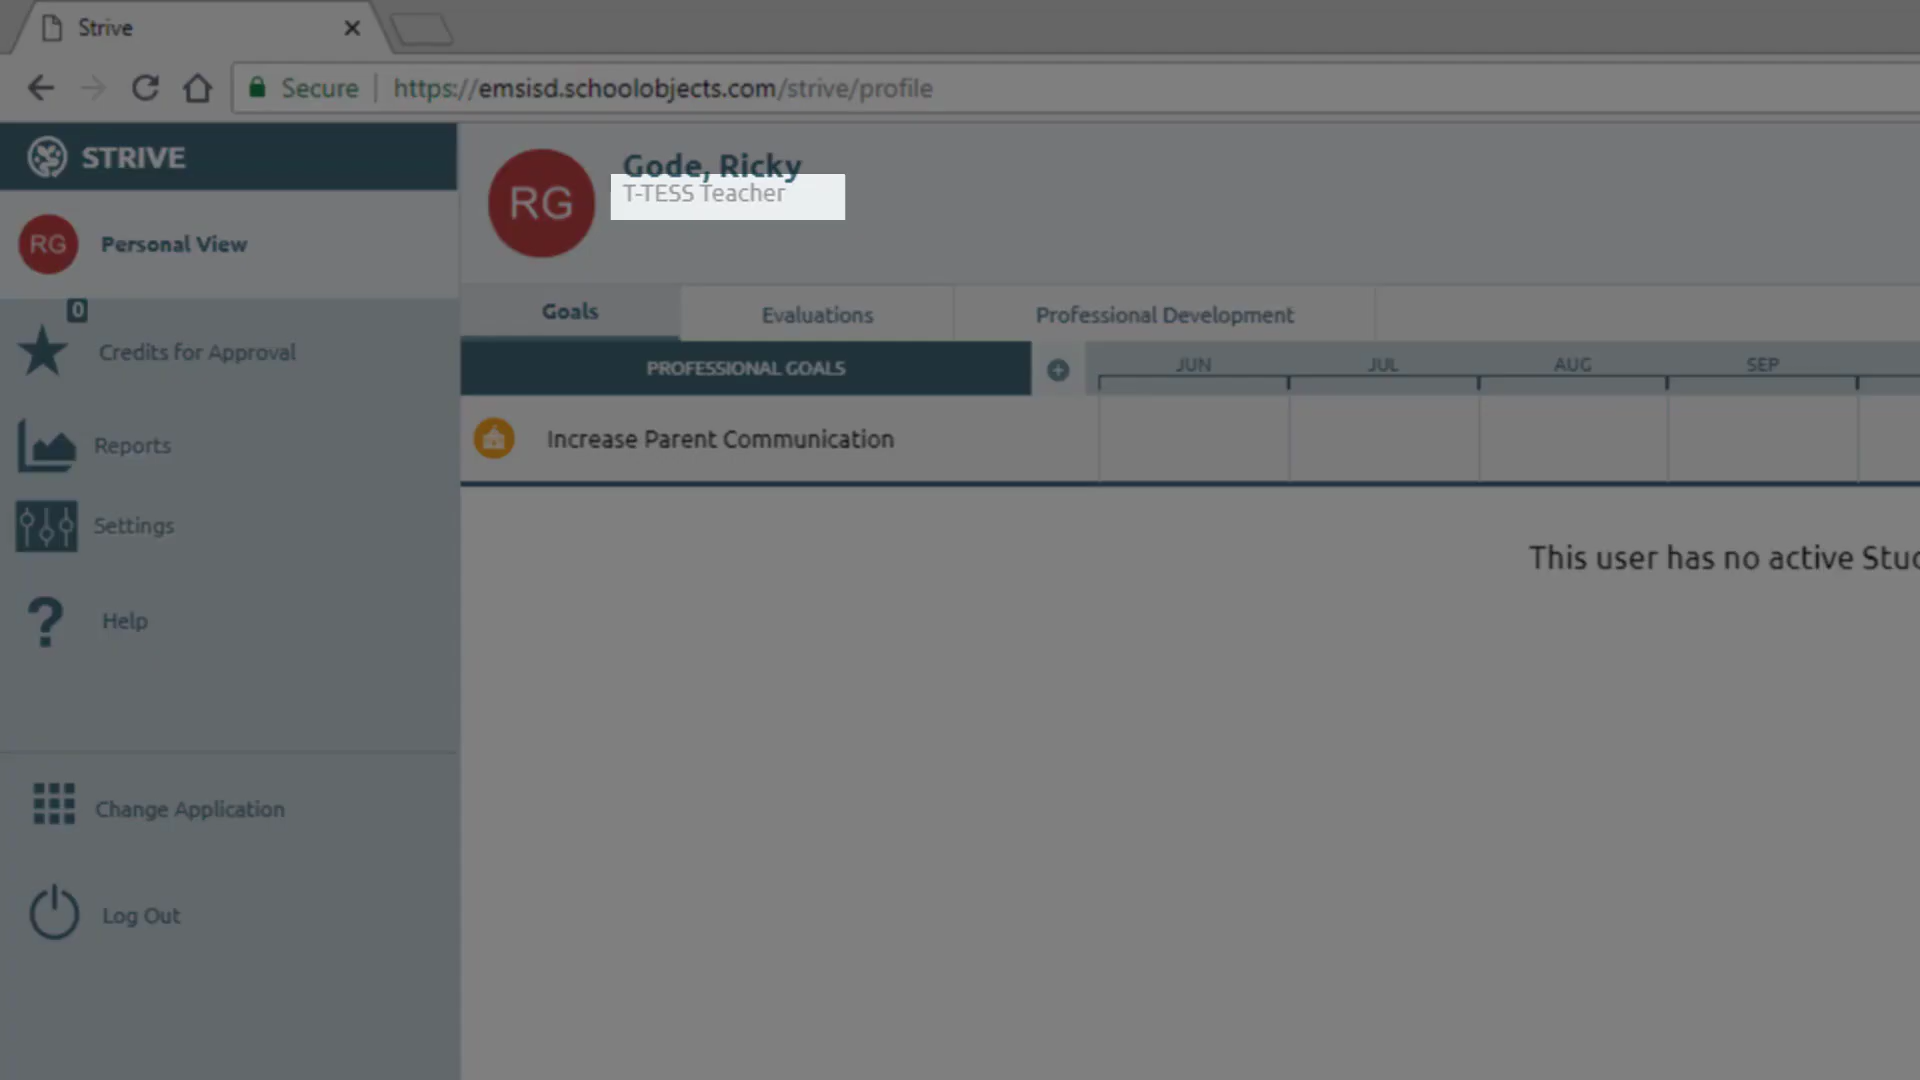 Strive
Secure | https://emsisd.schoolobjects.com/strive/profile
STRIVE
RG Personal View
0
Credits for Approval
Reports
Settings
Help
Change Application
Log Out
RG
Gode, Ricky
T-TESS Teacher
Goals Evaluations Professional Development
PROFESSIONAL GOALS JUN JUL AUG SEP
Increase Parent Communication
This user has no active